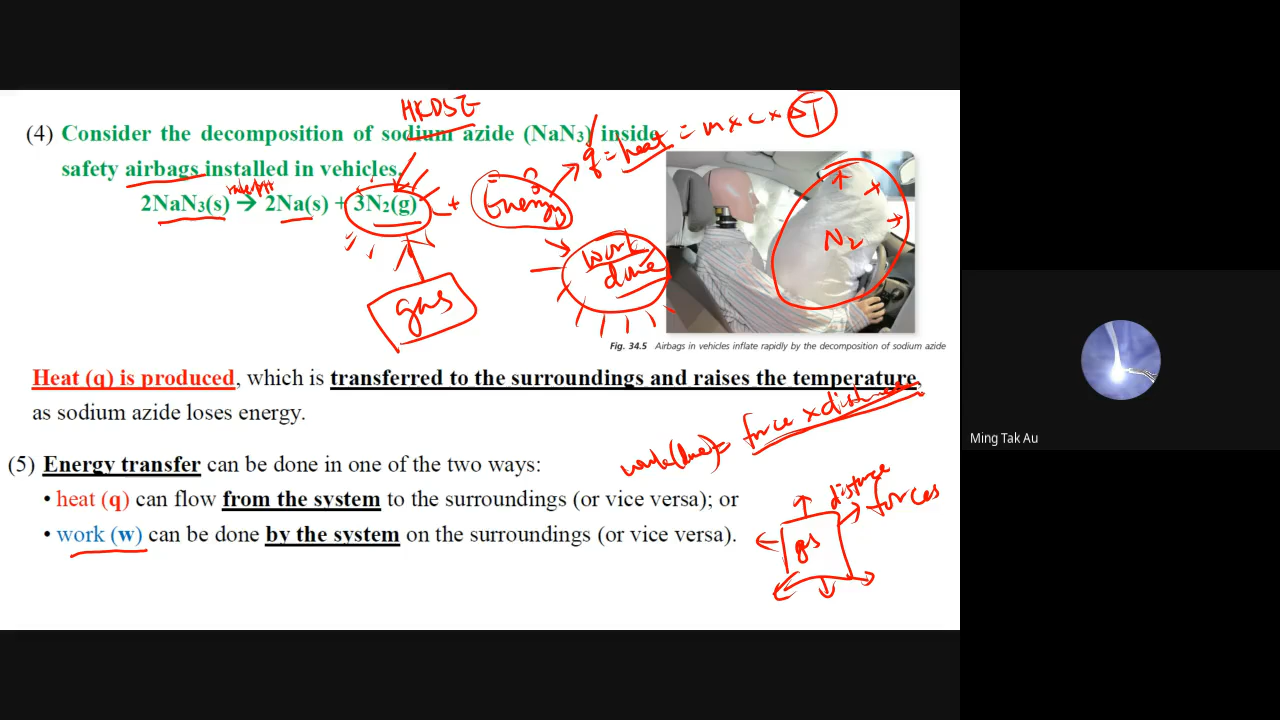 HKDSE
(4) Consider the decomposition of sodium azide (NaN₃) inside
safety airbags installed in vehicles.
q = heat = m x c x ΔT
2NaN₃(s) → 2Na(s) + 3N₂(g) + Energy
work
done
N₂
gas
Fig. 34.5 Airbags in vehicles inflate rapidly by the decomposition of sodium azide
Heat (q) is produced, which is transferred to the surroundings and raises the temperature,
as sodium azide loses energy.
work (done) = force x distance
(5) Energy transfer can be done in one of the two ways:
• heat (q) can flow from the system to the surroundings (or vice versa); or
• work (w) can be done by the system on the surroundings (or vice versa).
distance
forces
gas
Ming Tak Au